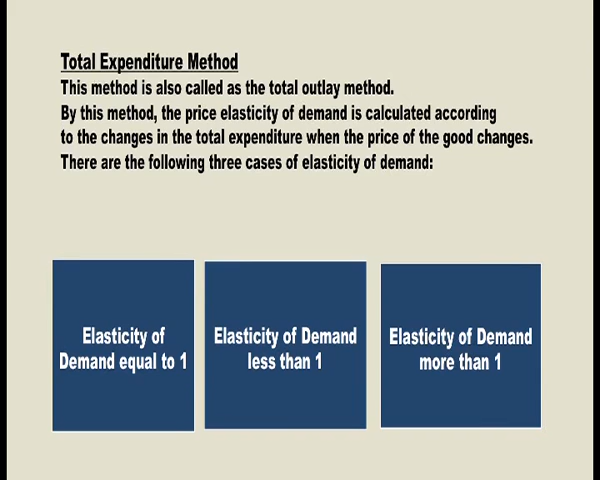 Total Expenditure Method
This method is also called as the total outlay method.
By this method, the price elasticity of demand is calculated according
to the changes in the total expenditure when the price of the good changes.
There are the following three cases of elasticity of demand:
Elasticity of
Demand equal to 1
Elasticity of Demand
less than 1
Elasticity of Demand
more than 1